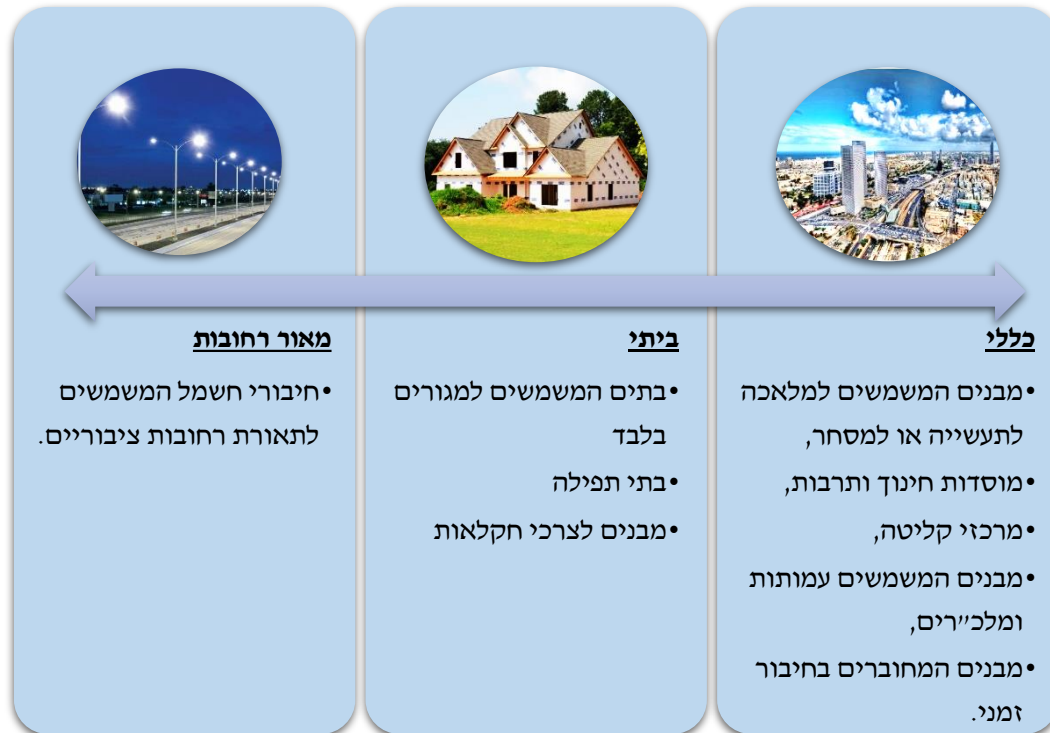 כללי
•מבנים המשמשים למלאכה
לתעשייה או למסחר,
•מוסדות חינוך ותרבות,
•מרכזי קליטה,
•מבנים המשמשים עמותות
ומלכ״רים,
•מבנים המחוברים בחיבור
זמני.
ביתי
•בתים המשמשים למגורים
בלבד
•בתי תפילה
•מבנים לצרכי חקלאות
מאור רחובות
•חיבורי חשמל המשמשים
לתאורת רחובות ציבוריים.